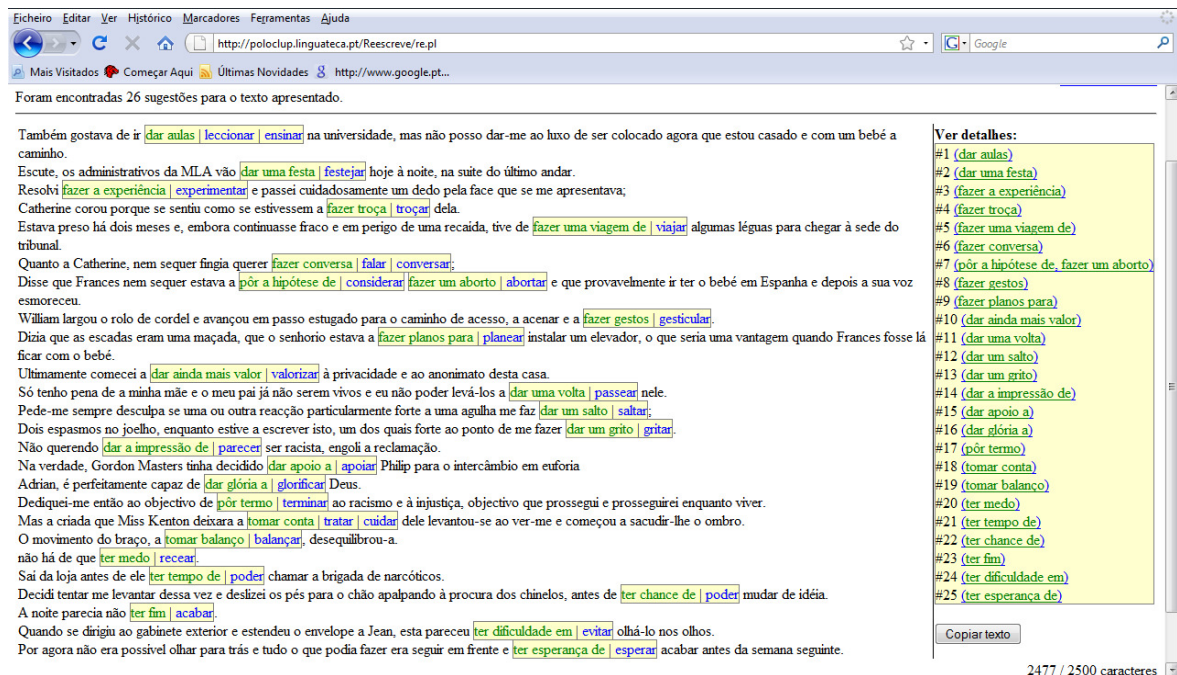 Ficheiro Editar Ver Histórico Marcadores Ferramentas Ajuda
http://poloclup.linguateca.pt/Reescreve/re.pl
Google
Mais Visitados Começar Aqui Últimas Novidades http://www.google.pt...
Foram encontradas 26 sugestões para o texto apresentado.
Também gostava de ir dar aulas | leccionar | ensinar na universidade, mas não posso dar-me ao luxo de ser colocado agora que estou casado e com um bebé a
caminho.
Escute, os administrativos da MLA vão dar uma festa | festejar hoje à noite, na suite do último andar.
Resolvi fazer a experiência | experimentar e passei cuidadosamente um dedo pela face que se me apresentava;
Catherine corou porque se sentiu como se estivessem a fazer troça | troçar dela.
Estava preso há dois meses e, embora continuasse fraco e em perigo de uma recaída, tive de fazer uma viagem de | viajar algumas léguas para chegar à sede do
tribunal.
Quanto a Catherine, nem sequer fingia querer fazer conversa | falar | conversar;
Disse que Frances nem sequer estava a pôr a hipótese de | considerar fazer um aborto | abortar e que provavelmente ir ter o bebé em Espanha e depois a sua voz
esmoreceu.
William largou o rolo de cordel e avançou em passo estugado para o caminho de acesso, a acenar e a fazer gestos | gesticular.
Dizia que as escadas eram uma maçada, que o senhorio estava a fazer planos para | planear instalar um elevador, o que seria uma vantagem quando Frances fosse lá
ficar com o bebé.
Ultimamente comecei a dar ainda mais valor | valorizar à privacidade e ao anonimato desta casa.
Só tenho pena de a minha mãe e o meu pai já não serem vivos e eu não poder levá-los a dar uma volta | passear nele.
Pede-me sempre desculpa se uma ou outra reacção particularmente forte a uma agulha me faz dar um salto | saltar;
Dois espasmos no joelho, enquanto estive a escrever isto, um dos quais forte ao ponto de me fazer dar um grito | gritar.
Não querendo dar a impressão de | parecer ser racista, engoli a reclamação.
Na verdade, Gordon Masters tinha decidido dar apoio a | apoiar Philip para o intercâmbio em euforia
Adrian, é perfeitamente capaz de dar glória a | glorificar Deus.
Dediquei-me então ao objectivo de pôr termo | terminar ao racismo e à injustiça, objectivo que prossegui e prosseguirei enquanto viver.
Mas a criada que Miss Kenton deixara a tomar conta | tratar | cuidar dele levantou-se ao ver-me e começou a sacudir-lhe o ombro.
O movimento do braço, a tomar balanço | balançar, desequilibrou-a.
não há de que ter medo | recear.
Saí da loja antes de ele ter tempo de | poder chamar a brigada de narcóticos.
Decidi tentar me levantar dessa vez e deslizei os pés para o chão apalpando à procura dos chinelos, antes de ter chance de | poder mudar de idéia.
A noite parecia não ter fim | acabar.
Quando se dirigiu ao gabinete exterior e estendeu o envelope a Jean, esta pareceu ter dificuldade em | evitar olhá-lo nos olhos.
Por agora não era possível olhar para trás e tudo o que podia fazer era seguir em frente e ter esperança de | esperar acabar antes da semana seguinte.
Ver detalhes:
#1 (dar aulas)
#2 (dar uma festa)
#3 (fazer a experiência)
#4 (fazer troça)
#5 (fazer uma viagem de)
#6 (fazer conversa)
#7 (pôr a hipótese de, fazer um aborto)
#8 (fazer gestos)
#9 (fazer planos para)
#10 (dar ainda mais valor)
#11 (dar uma volta)
#12 (dar um salto)
#13 (dar um grito)
#14 (dar a impressão de)
#15 (dar apoio a)
#16 (dar glória a)
#17 (pôr termo)
#18 (tomar conta)
#19 (tomar balanço)
#20 (ter medo)
#21 (ter tempo de)
#22 (ter chance de)
#23 (ter fim)
#24 (ter dificuldade em)
#25 (ter esperança de)
Copiar texto
2477 / 2500 caracteres